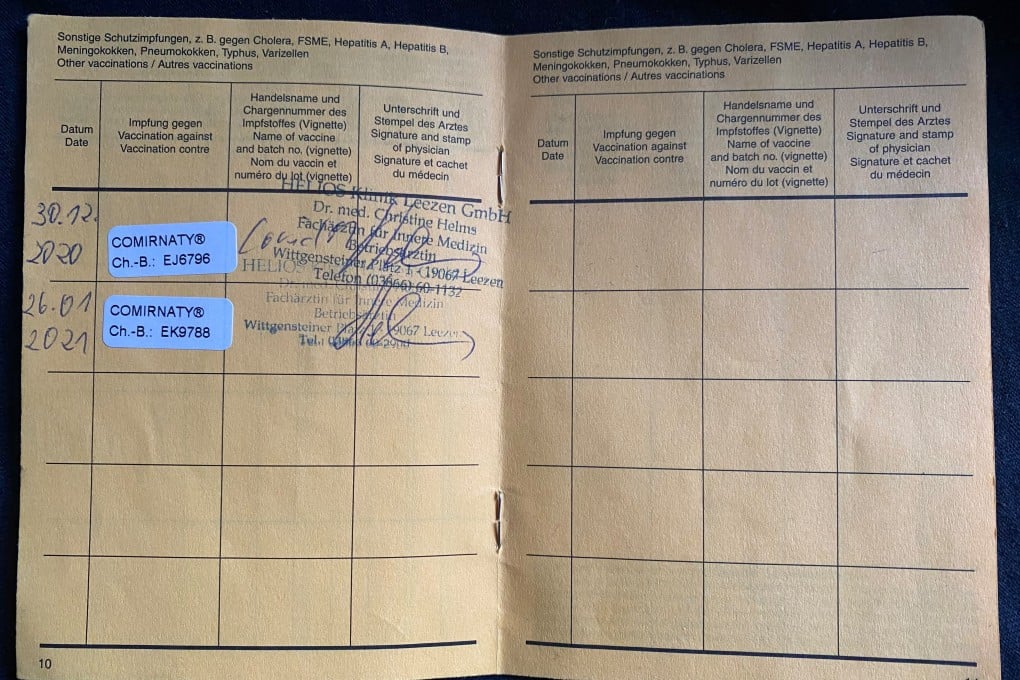 Sonstige Schutzimpfungen, z. B. gegen Cholera, FSME, Hepatitis A, Hepatitis B,
Meningokokken, Pneumokokken, Typhus, Varizellen
Other vaccinations / Autres vaccinations
Datum
Date
Impfung gegen
Vaccination against
Vaccination contre
Handelsname und
Chargennummer des
Impfstoffes (Vignette)
Name of vaccine
and batch no. (vignette)
Nom du vaccin et
numéro du lot (vignette)
Unterschrift und
Stempel des Arztes
Signature and stamp
of physician
Signature et cachet
du médecin
30.12.
2020
COMIRNATY®
Ch.-B.: EJ6796
HELIOS Klinik Leezen GmbH
Dr. med. Christine Helms
Fachärztin für Innere Medizin
Betriebsärztin
Wittgensteiner Platz 1, 19067 Leezen
Telefon (03866) 60-1132
26.01
2021
COMIRNATY®
Ch.-B.: EK9788
HELIOS
Fachärztin für Innere Medizin
Betriebsärztin
Wittgensteiner Platz 1, 19067 Leezen
Tel.:
10
Sonstige Schutzimpfungen, z. B. gegen Cholera, FSME, Hepatitis A, Hepatitis B,
Meningokokken, Pneumokokken, Typhus, Varizellen
Other vaccinations / Autres vaccinations
Datum
Date
Impfung gegen
Vaccination against
Vaccination contre
Handelsname und
Chargennummer des
Impfstoffes (Vignette)
Name of vaccine
and batch no. (vignette)
Nom du vaccin et
numéro du lot (vignette)
Unterschrift und
Stempel des Arztes
Signature and stamp
of physician
Signature et cachet
du médecin